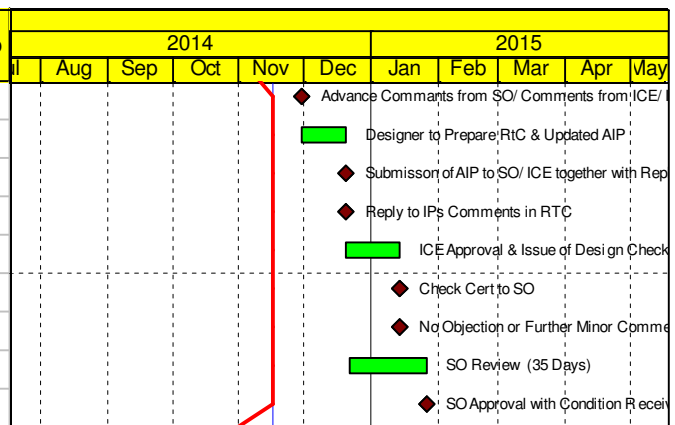 2014 2015
Aug Sep Oct Nov Dec Jan Feb Mar Apr May
Advance Commants from SO/ Comments from ICE/
Designer to Prepare RtC & Updated AIP
Submisson of AIP to SO/ ICE together with Rep
Reply to IPs Comments in RTC
ICE Approval & Issue of Design Check
Check Cert to SO
No Objection or Further Minor Comme
SO Review (35 Days)
SO Approval with Condition Receiv